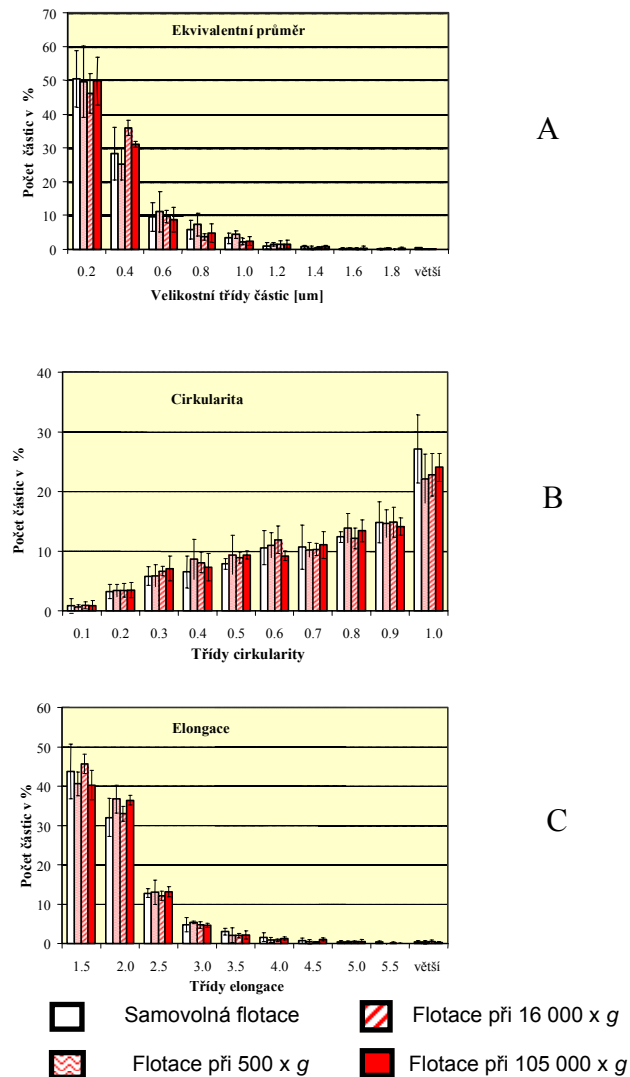 Ekvivalentní průměr
Počet částic v %
70
60
50
40
30
20
10
0
0.2 0.4 0.6 0.8 1.0 1.2 1.4 1.6 1.8 větší
Velikostní třídy částic [um]
A
Cirkularita
Počet částic v %
40
30
20
10
0
0.1 0.2 0.3 0.4 0.5 0.6 0.7 0.8 0.9 1.0
Třídy cirkularity
B
Elongace
Počet částic v %
60
50
40
30
20
10
0
1.5 2.0 2.5 3.0 3.5 4.0 4.5 5.0 5.5 větší
Třídy elongace
C
Samovolná flotace
Flotace při 16 000 x g
Flotace při 500 x g
Flotace při 105 000 x g